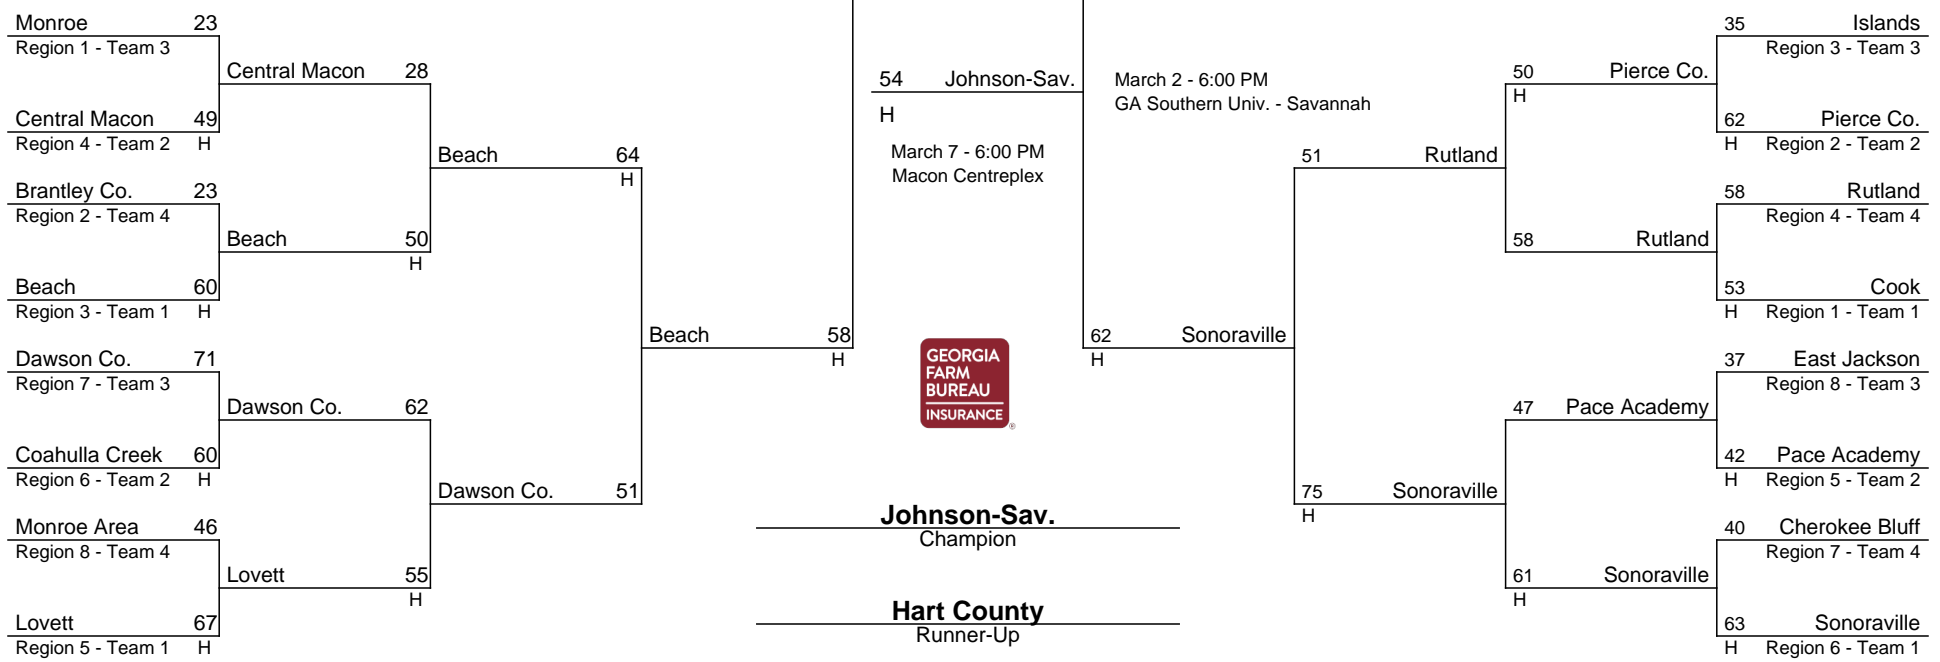 Monroe 23
Region 1 - Team 3
Central Macon 28
Central Macon 49
Region 4 - Team 2 H
Beach 64
H
Brantley Co. 23
Region 2 - Team 4
Beach 50
H
Beach 60
Region 3 - Team 1 H
Beach 58
H
Dawson Co. 71
Region 7 - Team 3
Dawson Co. 62
Coahulla Creek 60
Region 6 - Team 2 H
Dawson Co. 51
Monroe Area 46
Region 8 - Team 4
Lovett 55
H
Lovett 67
Region 5 - Team 1 H
54 Johnson-Sav.
H
March 7 - 6:00 PM
Macon Centreplex
March 2 - 6:00 PM
GA Southern Univ. - Savannah
GEORGIA
FARM
BUREAU
INSURANCE
®
Johnson-Sav.
Champion
Hart County
Runner-Up
35 Islands
Region 3 - Team 3
50 Pierce Co.
H
62 Pierce Co.
H Region 2 - Team 2
51 Rutland
58 Rutland
Region 4 - Team 4
58 Rutland
53 Cook
H Region 1 - Team 1
62 Sonoraville
H
37 East Jackson
Region 8 - Team 3
47 Pace Academy
42 Pace Academy
H Region 5 - Team 2
75 Sonoraville
H
40 Cherokee Bluff
Region 7 - Team 4
61 Sonoraville
H
63 Sonoraville
H Region 6 - Team 1